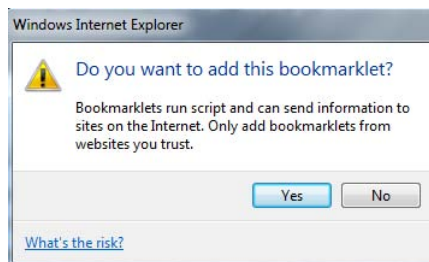 Windows Internet Explorer
Do you want to add this bookmarklet?
Bookmarklets run script and can send information to
sites on the Internet. Only add bookmarklets from
websites you trust.
Yes No
What's the risk?